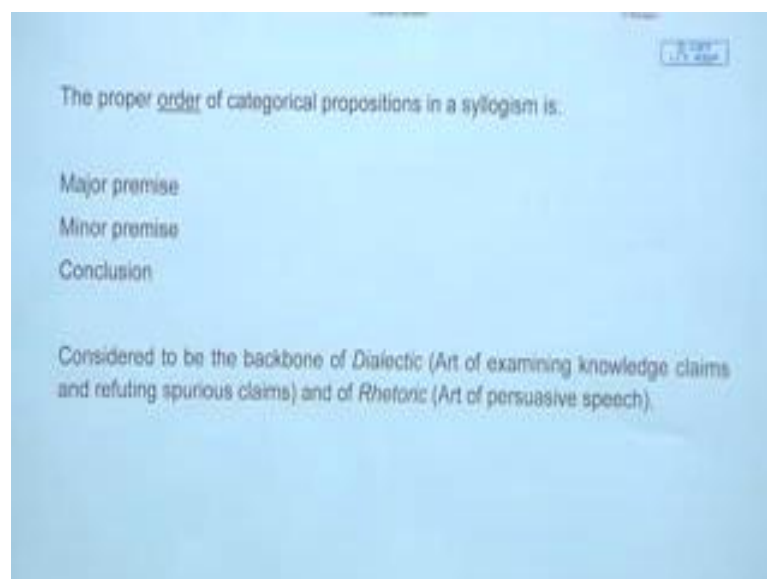 The proper order of categorical propositions in a syllogism is.
Major premise
Minor premise
Conclusion
Considered to be the backbone of Dialectic (Art of examining knowledge claims
and refuting spurious claims) and of Rhetoric (Art of persuasive speech).